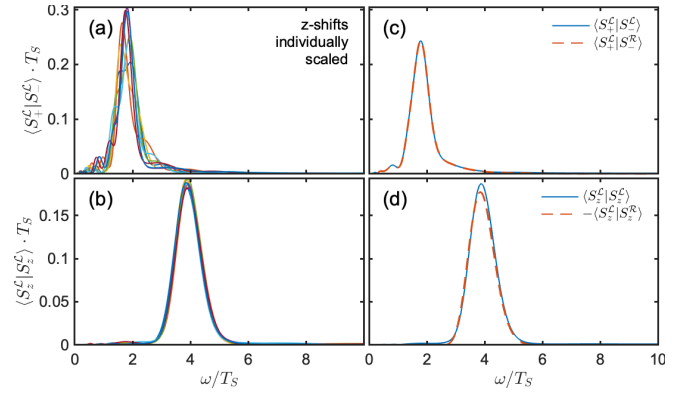 (a)
z-shifts
individually
scaled
0.3
0.2
0.1
0
⟨S₊^ℒ|S₋^ℒ⟩ · T_S
(c)
⟨S₊^ℒ|S₋^ℒ⟩
⟨S₊^ℒ|S₋^ℛ⟩
(b)
0.15
0.1
0.05
0
⟨S_z^ℒ|S_z^ℒ⟩ · T_S
0 2 4 6 8
ω/T_S
(d)
⟨S_z^ℒ|S_z^ℒ⟩
−⟨S_z^ℒ|S_z^ℛ⟩
0 2 4 6 8 10
ω/T_S